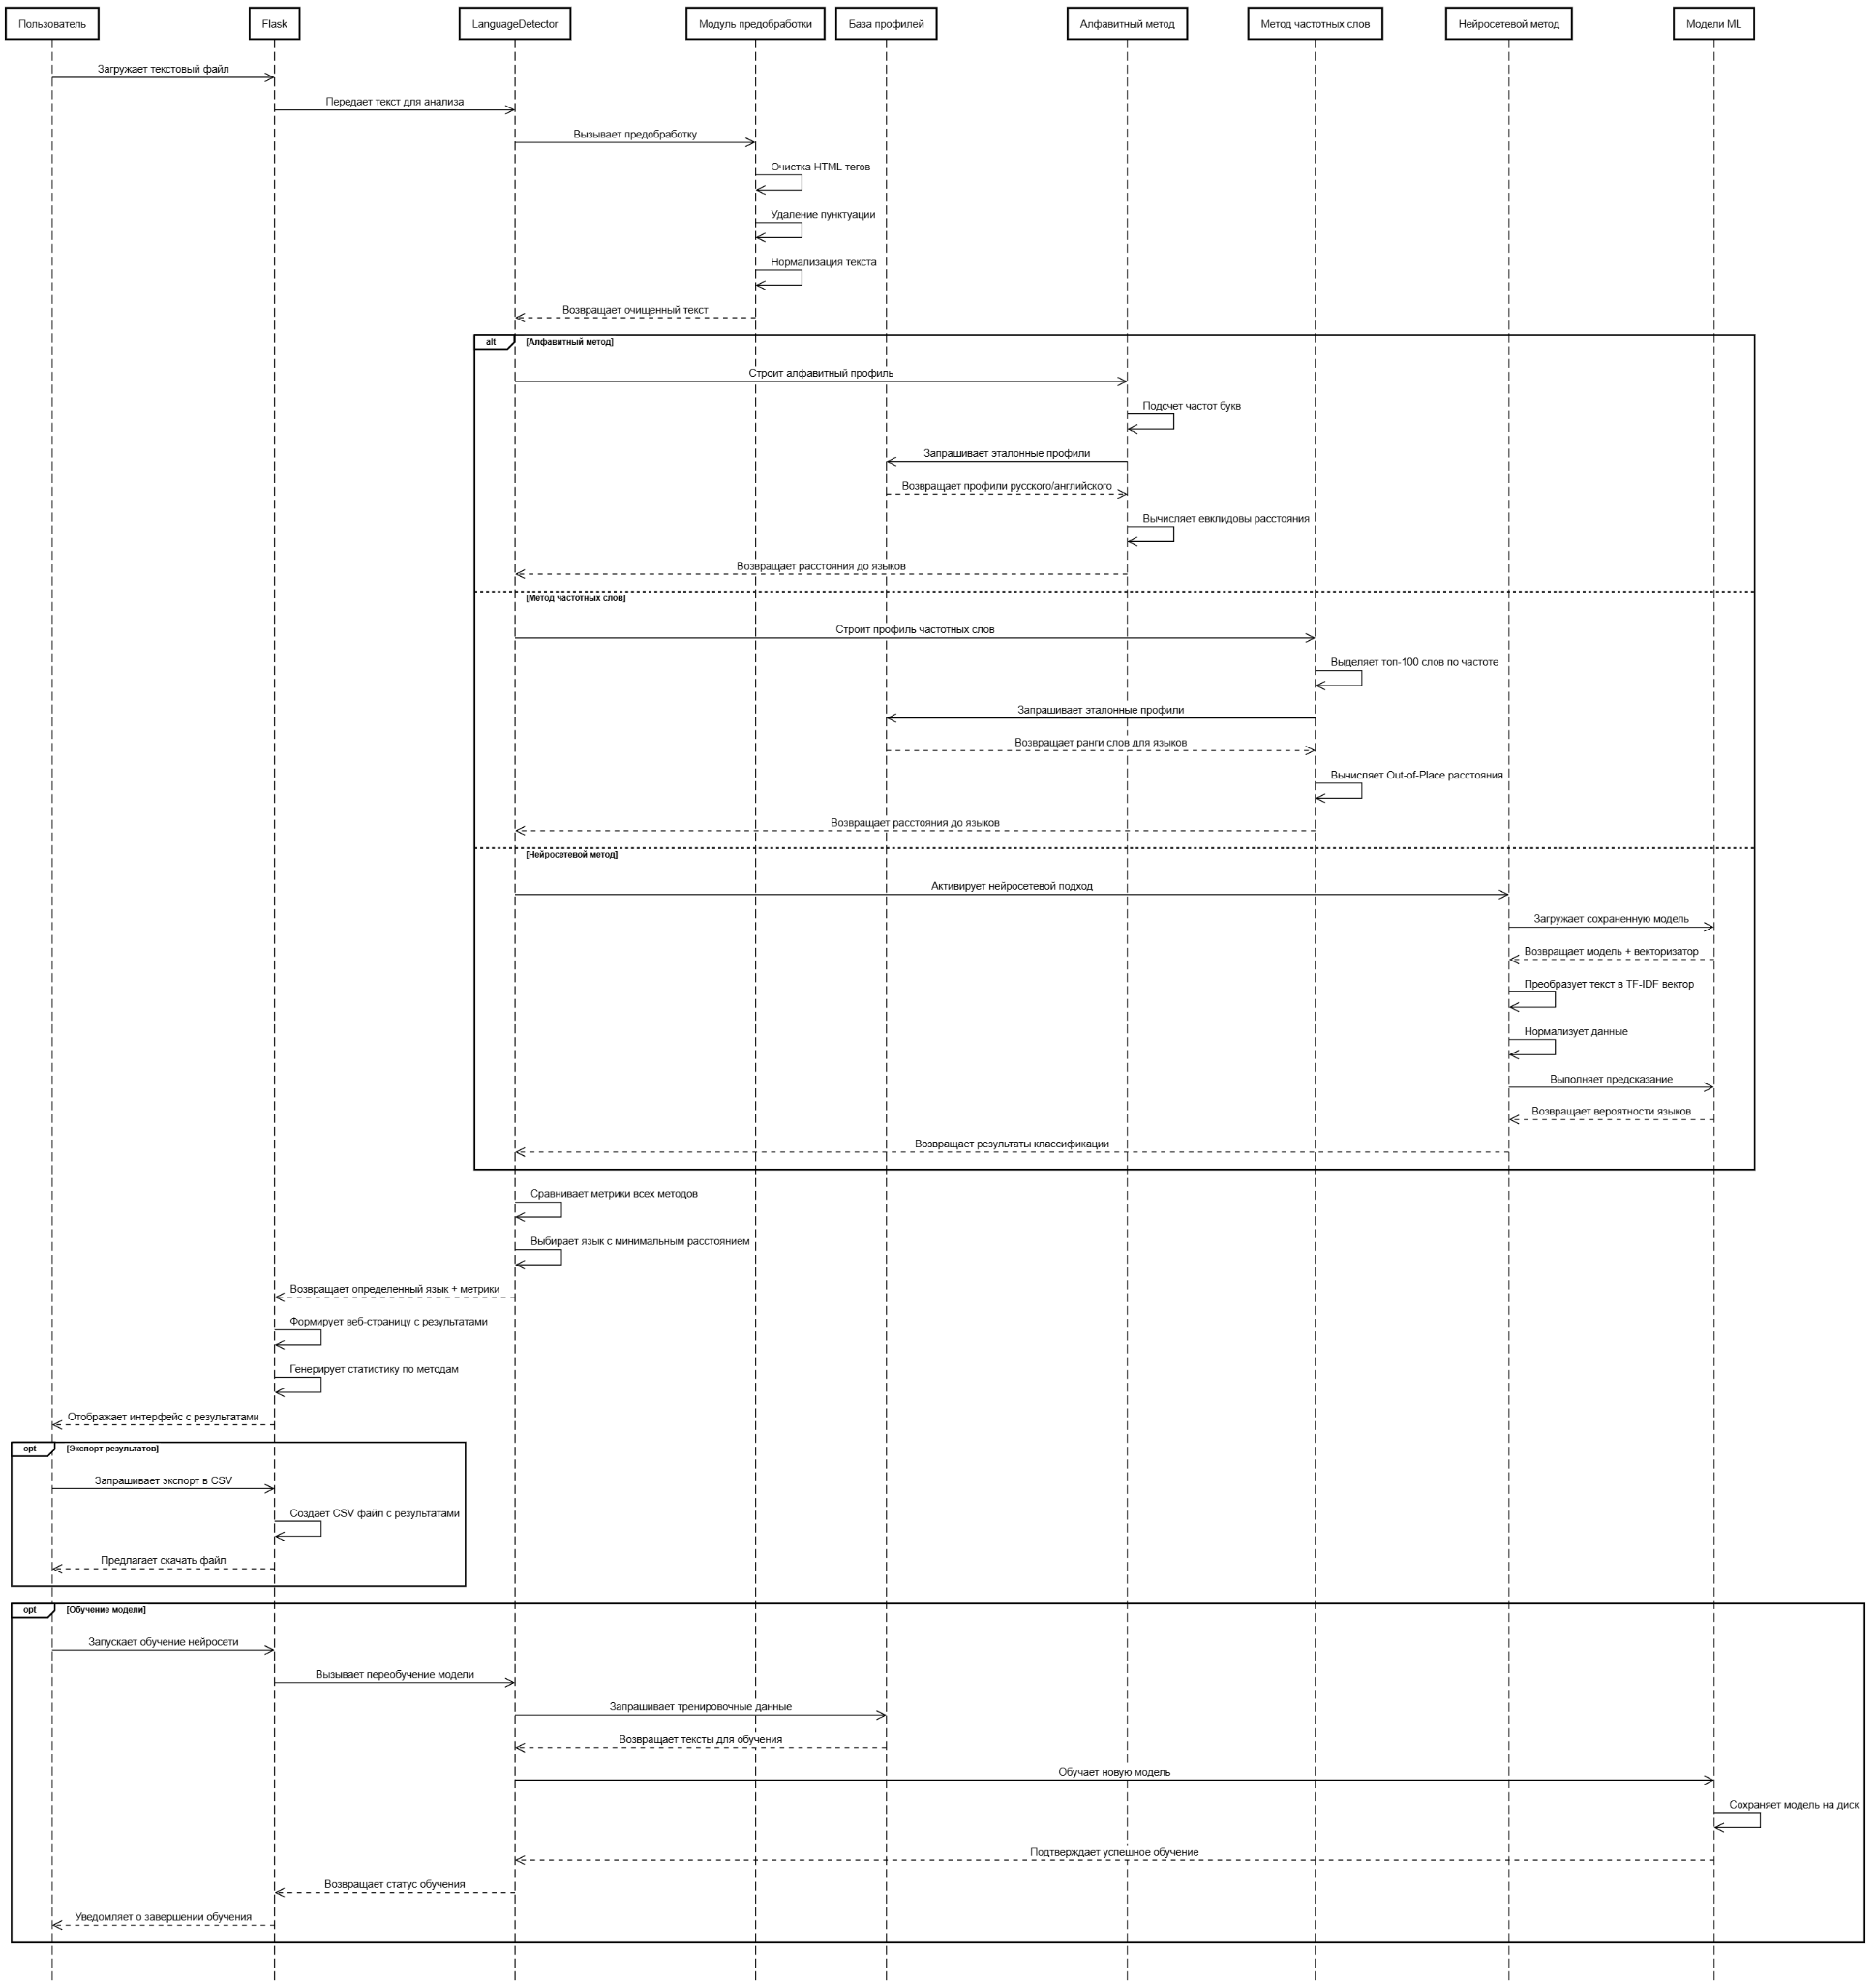 Пользователь
Flask
LanguageDetector
Модуль предобработки
База профилей
Алфавитный метод
Метод частотных слов
Нейросетевой метод
Модели ML
Загружает текстовый файл
Передает текст для анализа
Вызывает предобработку
Очистка HTML тегов
Удаление пунктуации
Нормализация текста
Возвращает очищенный текст
alt
[Алфавитный метод]
Строит алфавитный профиль
Подсчет частот букв
Запрашивает эталонные профили
Возвращает профили русского/английского
Вычисляет евклидовы расстояния
Возвращает расстояния до языков
[Метод частотных слов]
Строит профиль частотных слов
Выделяет топ-100 слов по частоте
Запрашивает эталонные профили
Возвращает ранги слов для языков
Вычисляет Out-of-Place расстояния
Возвращает расстояния до языков
[Нейросетевой метод]
Активирует нейросетевой подход
Загружает сохраненную модель
Возвращает модель + векторизатор
Преобразует текст в TF-IDF вектор
Нормализует данные
Выполняет предсказание
Возвращает вероятности языков
Возвращает результаты классификации
Сравнивает метрики всех методов
Выбирает язык с минимальным расстоянием
Возвращает определенный язык + метрики
Формирует веб-страницу с результатами
Генерирует статистику по методам
Отображает интерфейс с результатами
opt
[Экспорт результатов]
Запрашивает экспорт в CSV
Создает CSV файл с результатами
Предлагает скачать файл
opt
[Обучение модели]
Запускает обучение нейросети
Вызывает переобучение модели
Запрашивает тренировочные данные
Возвращает тексты для обучения
Обучает новую модель
Сохраняет модель на диск
Подтверждает успешное обучение
Возвращает статус обучения
Уведомляет о завершении обучения